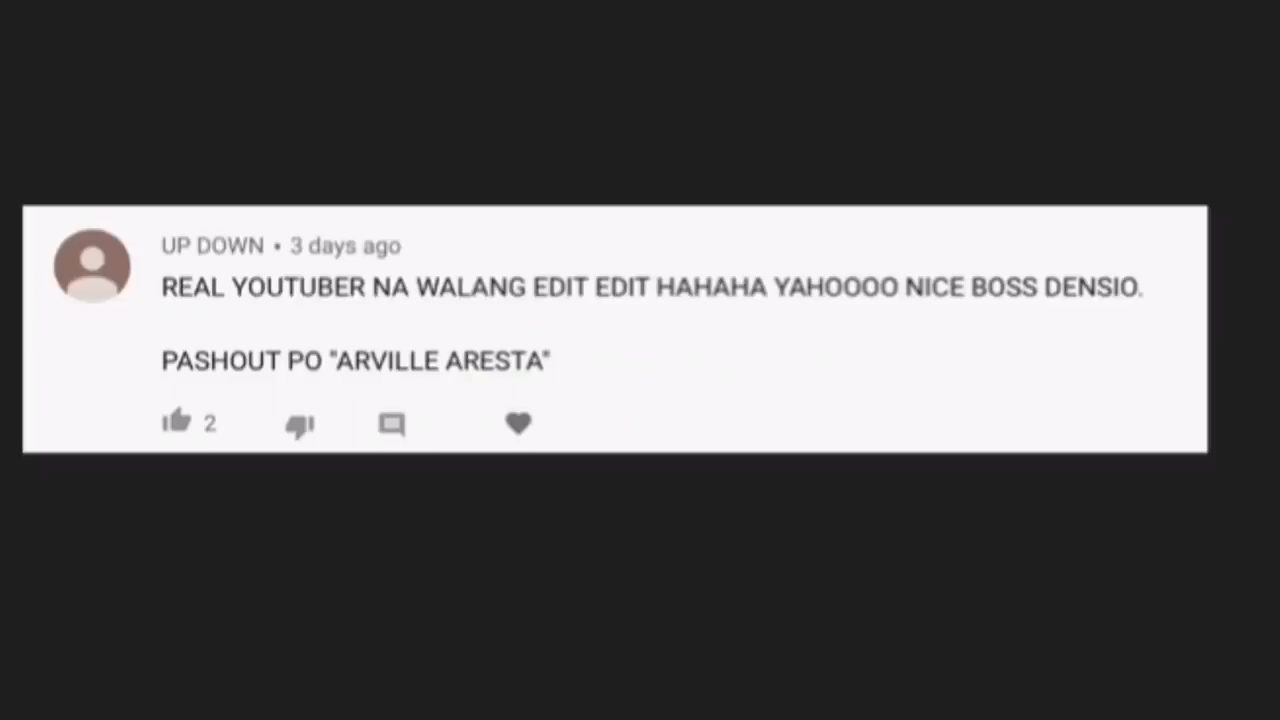 UP DOWN • 3 days ago
REAL YOUTUBER NA WALANG EDIT EDIT HAHAHA YAHOOOO NICE BOSS DENSIO.
PASHOUT PO "ARVILLE ARESTA"
2